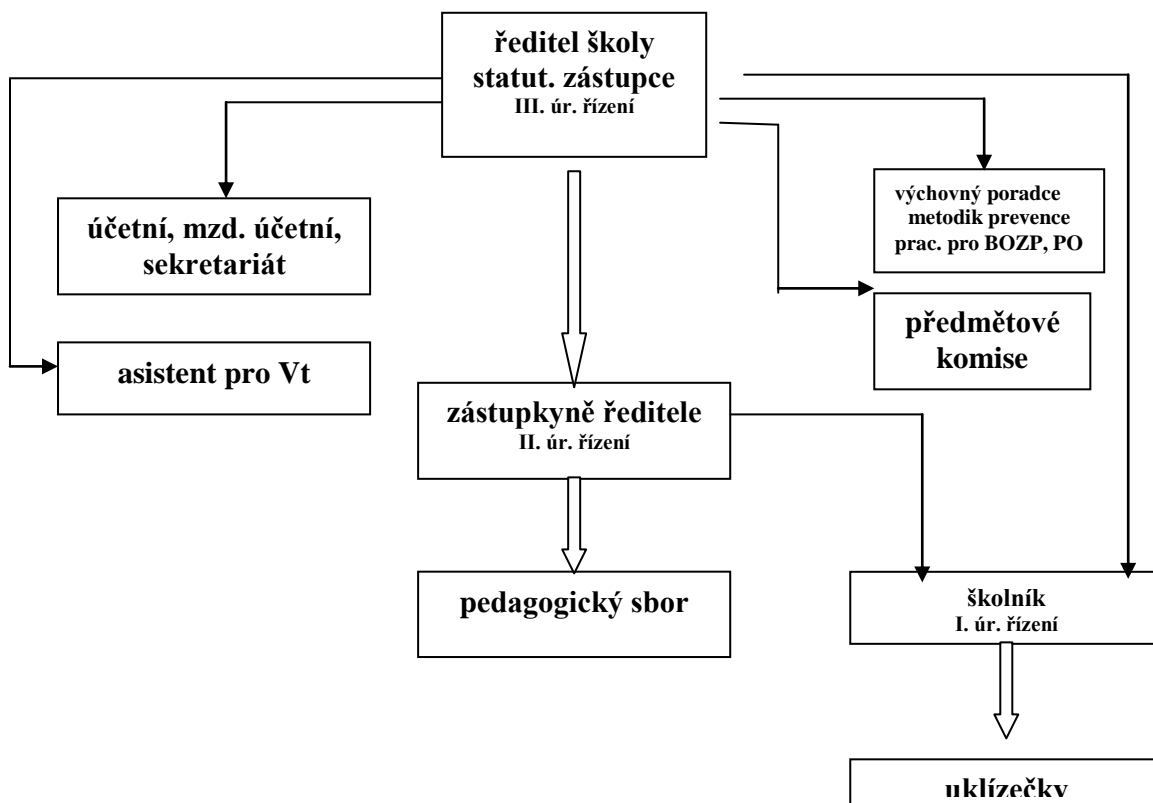 ředitel školy
statut. zástupce
III. úr. řízení
výchovný poradce
metodik prevence
prac. pro BOZP, PO
účetní, mzd. účetní,
sekretariát
předmětové
komise
asistent pro Vt
zástupkyně ředitele
II. úr. řízení
pedagogický sbor
školník
I. úr. řízení
uklízečky